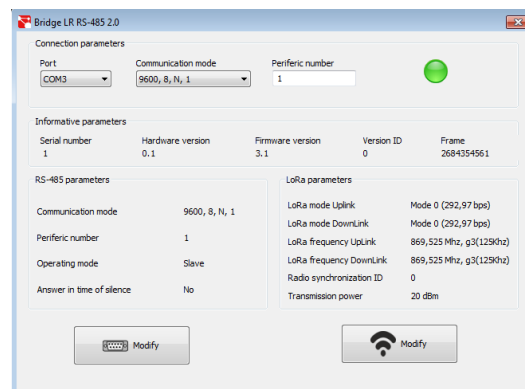 Bridge LR RS-485 2.0
Connection parameters
Port Communication mode Periferic number
COM3 9600, 8, N, 1 1
Informative parameters
Serial number Hardware version Firmware version Version ID Frame
1 0.1 3.1 0 2684354561
RS-485 parameters
Communication mode 9600, 8, N, 1
Periferic number 1
Operating mode Slave
Answer in time of silence No
Modify
LoRa parameters
LoRa mode Uplink Mode 0 (292,97 bps)
LoRa mode DownLink Mode 0 (292,97 bps)
LoRa frequency UpLink 869,525 Mhz, g3(125Khz)
LoRa frequency DownLink 869,525 Mhz, g3(125Khz)
Radio synchronization ID 0
Transmission power 20 dBm
Modify